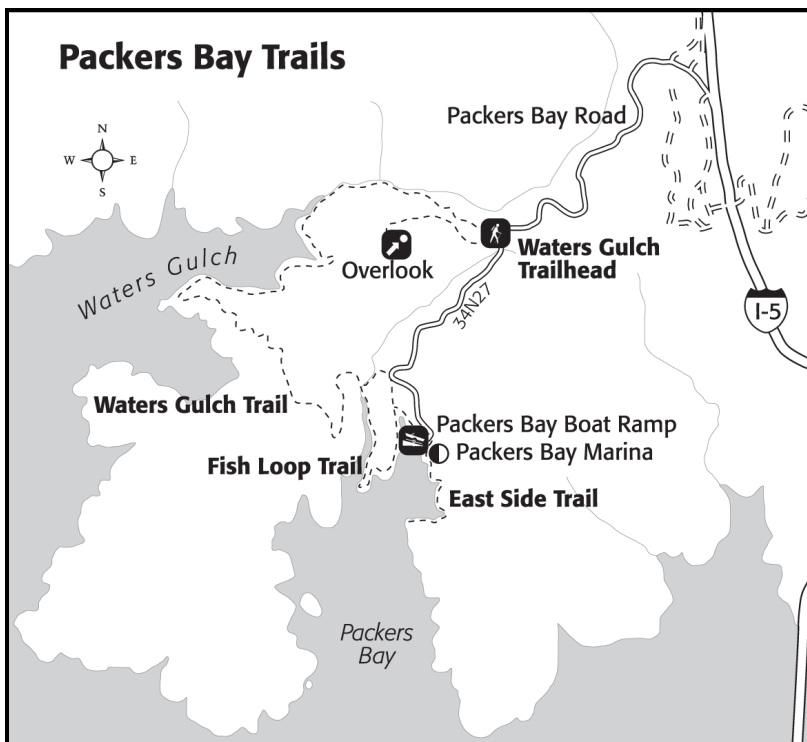 Packers Bay Trails
N
W E
S
Packers Bay Road
Waters Gulch
Overlook
Waters Gulch
Trailhead
34N27
I-5
Waters Gulch Trail
Packers Bay Boat Ramp
Packers Bay Marina
Fish Loop Trail
East Side Trail
Packers
Bay